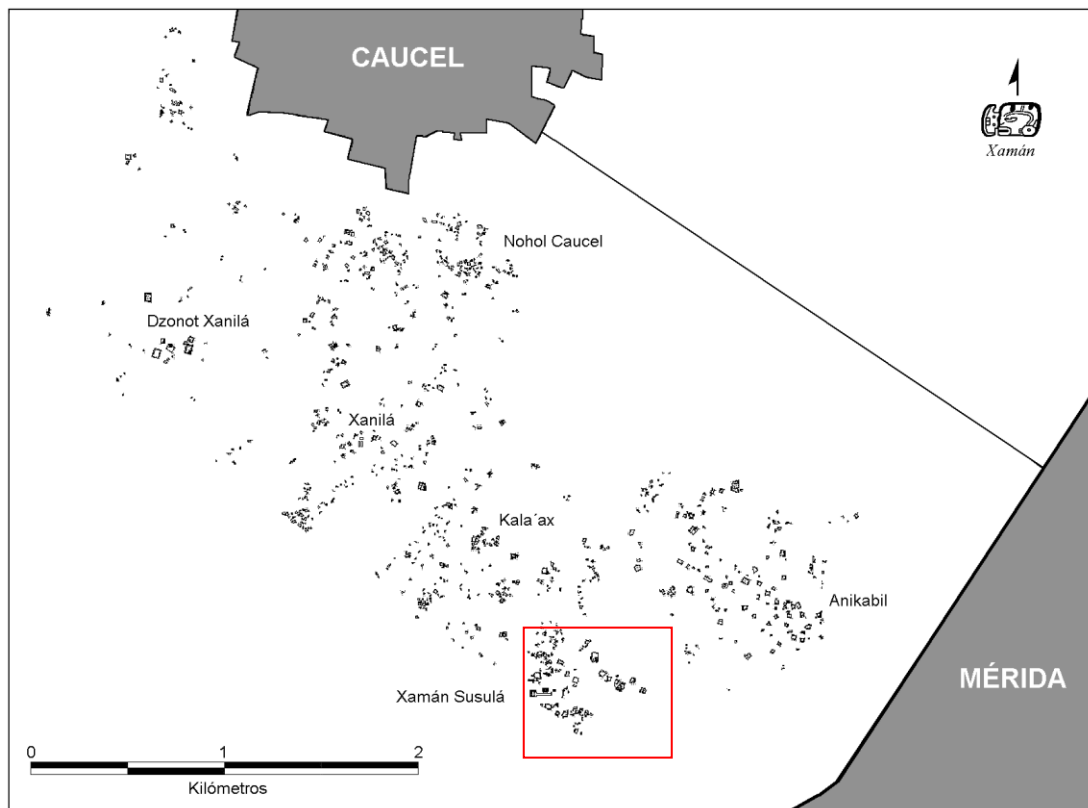 CAUCEL
Xamán
Nohol Caucel
Dzonot Xanilá
Xanilá
Kala´ax
Anikabil
MÉRIDA
Xamán Susulá
0 1 2
Kilómetros